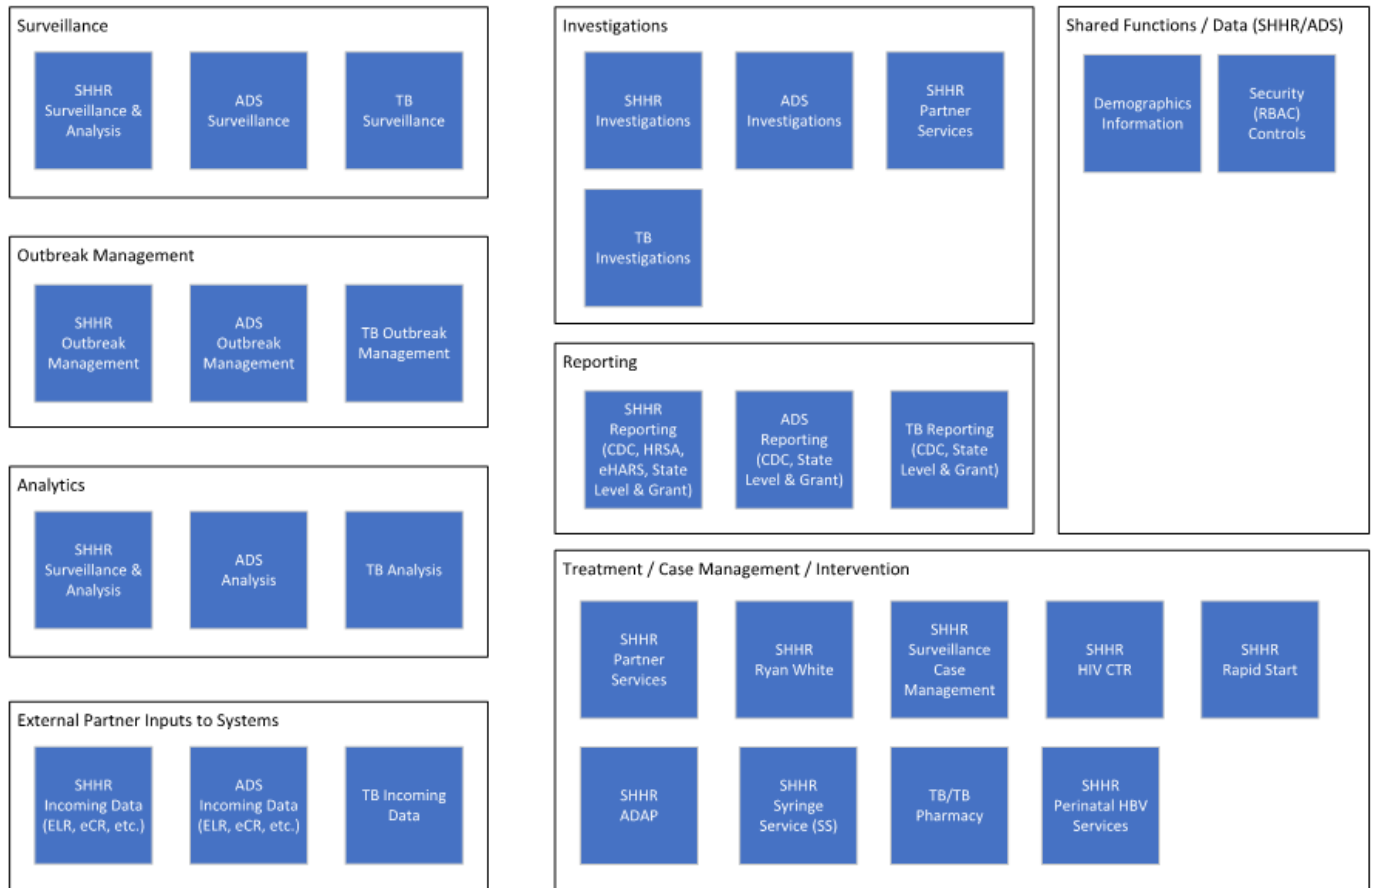 Surveillance
SHHR
Surveillance &
Analysis
ADS
Surveillance
TB
Surveillance
Outbreak Management
SHHR
Outbreak
Management
ADS
Outbreak
Management
TB Outbreak
Management
Analytics
SHHR
Surveillance &
Analysis
ADS
Analysis
TB Analysis
External Partner Inputs to Systems
SHHR
Incoming Data
(ELR, eCR, etc.)
ADS
Incoming Data
(ELR, eCR, etc.)
TB Incoming
Data
Investigations
SHHR
Investigations
ADS
Investigations
SHHR
Partner
Services
TB
Investigations
Reporting
SHHR
Reporting
(CDC, HRSA,
eHARS, State
Level & Grant)
ADS
Reporting
(CDC, State
Level & Grant)
TB Reporting
(CDC, State
Level & Grant)
Shared Functions / Data (SHHR/ADS)
Demographics
Information
Security
(RBAC)
Controls
Treatment / Case Management / Intervention
SHHR
Partner
Services
SHHR
Ryan White
SHHR
Surveillance
Case
Management
SHHR
HIV CTR
SHHR
Rapid Start
SHHR
ADAP
SHHR
Syringe
Service (SS)
TB/TB
Pharmacy
SHHR
Perinatal HBV
Services